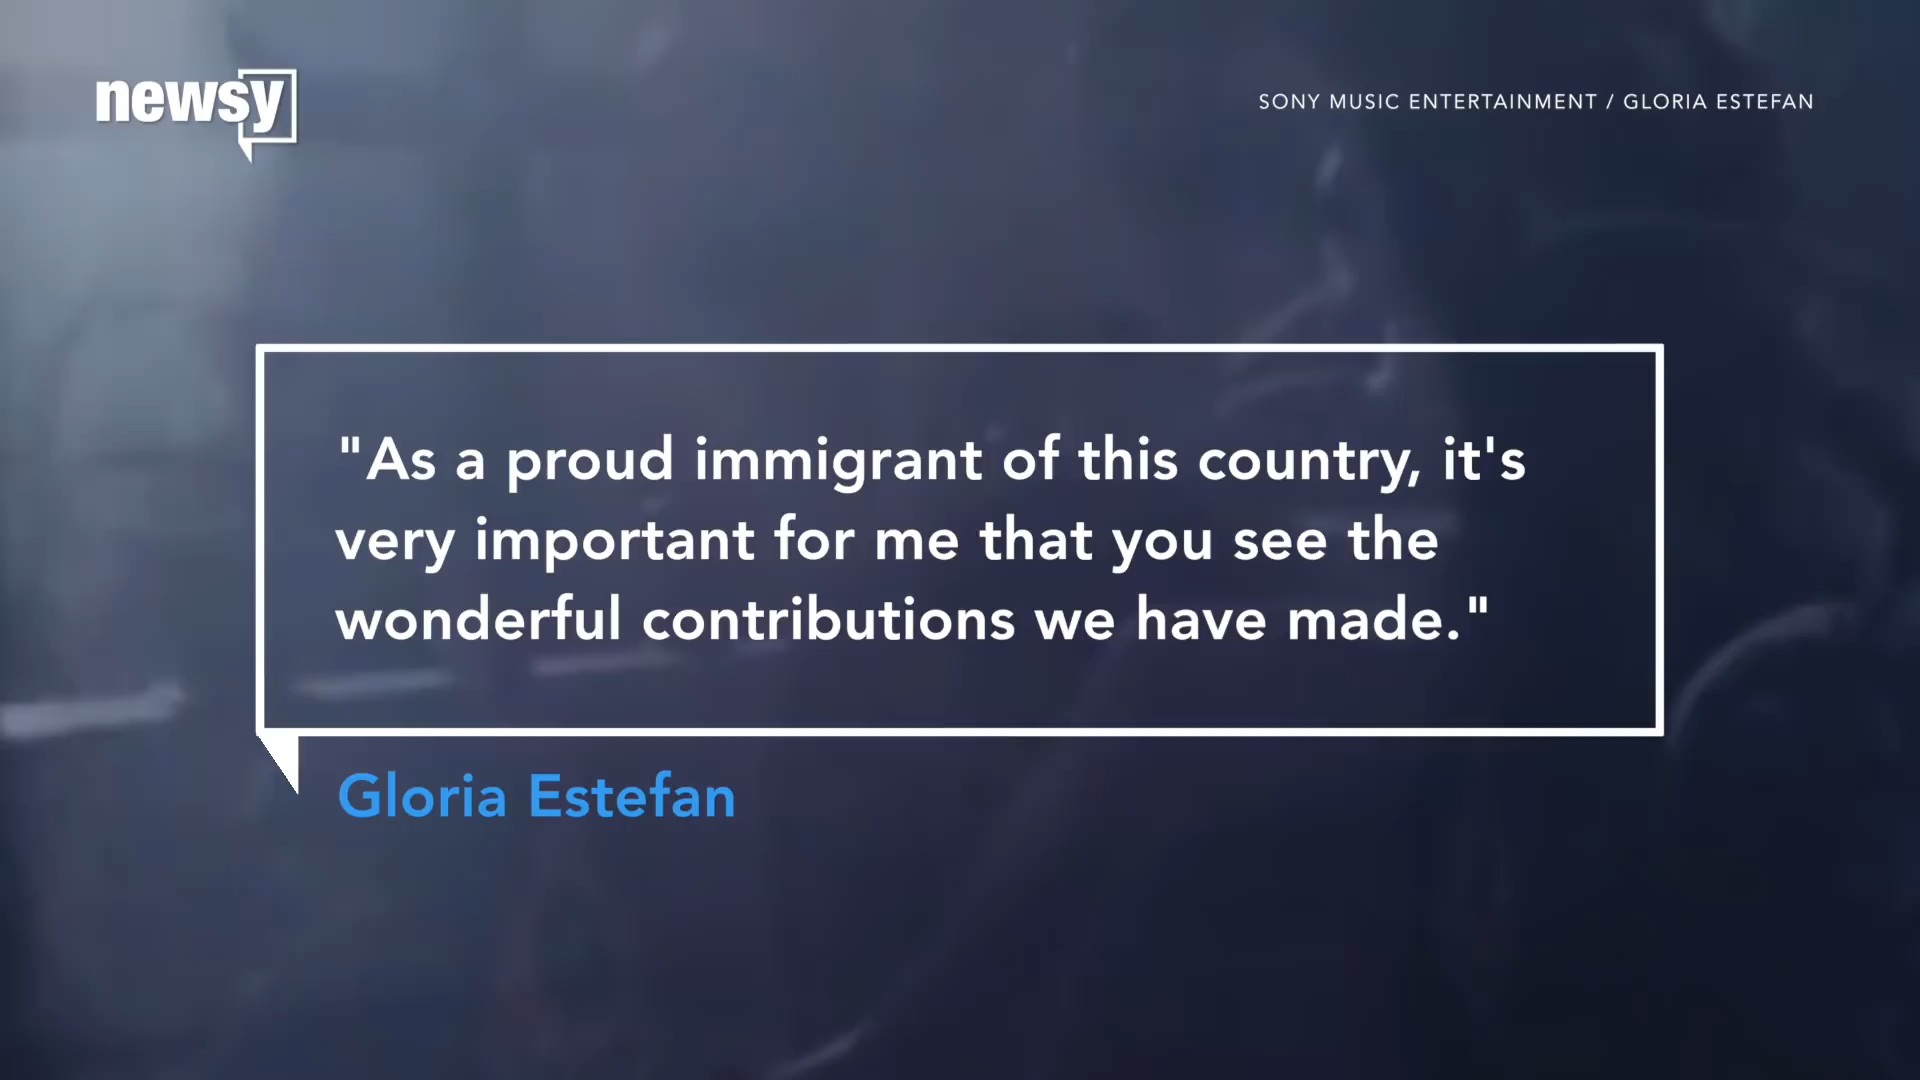 newsy
SONY MUSIC ENTERTAINMENT / GLORIA ESTEFAN
"As a proud immigrant of this country, it's
very important for me that you see the
wonderful contributions we have made."
Gloria Estefan